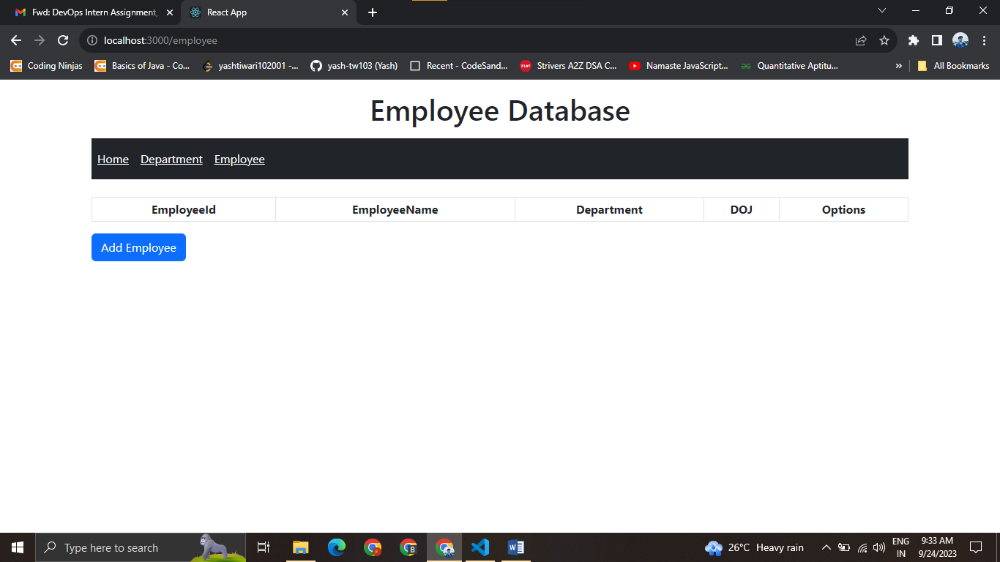 Fwd: DevOps Intern Assignment,
React App
localhost:3000/employee
Coding Ninjas
Basics of Java - Co...
yashtiwari102001 -...
yash-tw103 (Yash)
Recent - CodeSand...
TUF
Strivers A2Z DSA C...
Namaste JavaScript...
Quantitative Aptitu...
»
All Bookmarks
Employee Database
Home Department Employee
EmployeeId EmployeeName Department DOJ Options
Add Employee
Type here to search
26°C Heavy rain
ENG
IN
9:33 AM
9/24/2023